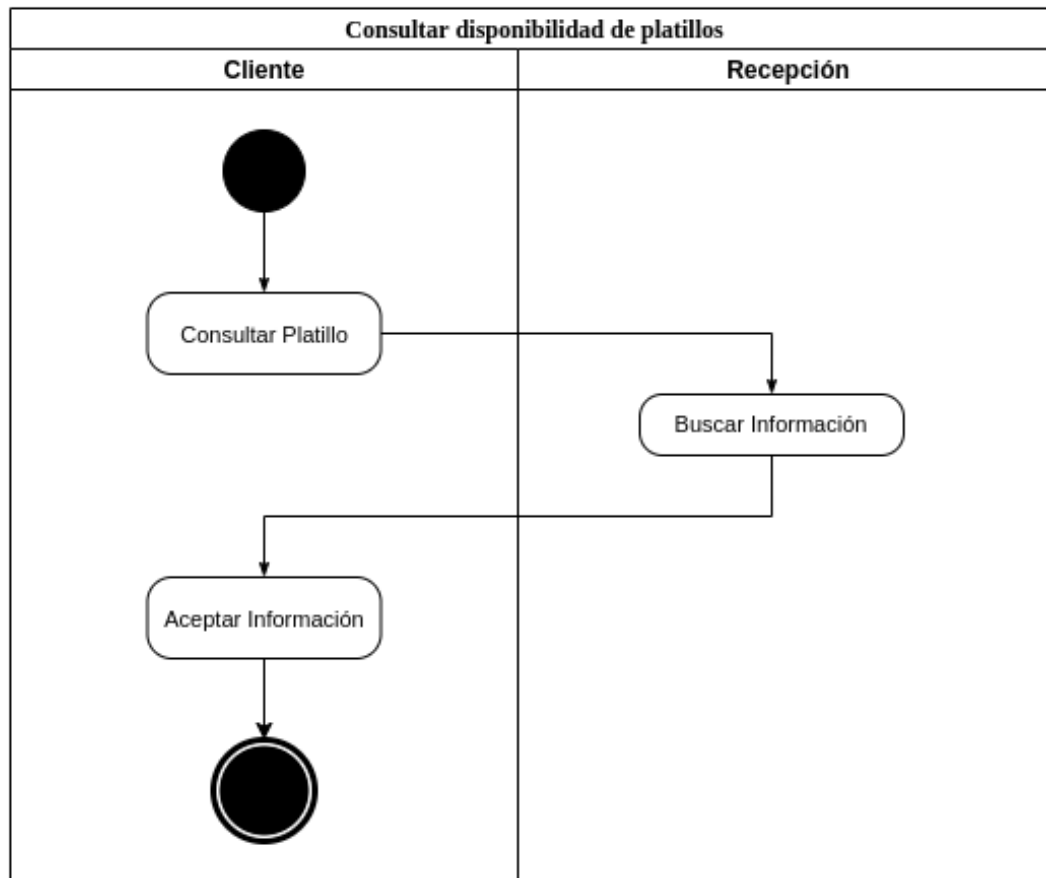 Consultar disponibilidad de platillos
Cliente
Recepción
Consultar Platillo
Buscar Información
Aceptar Información